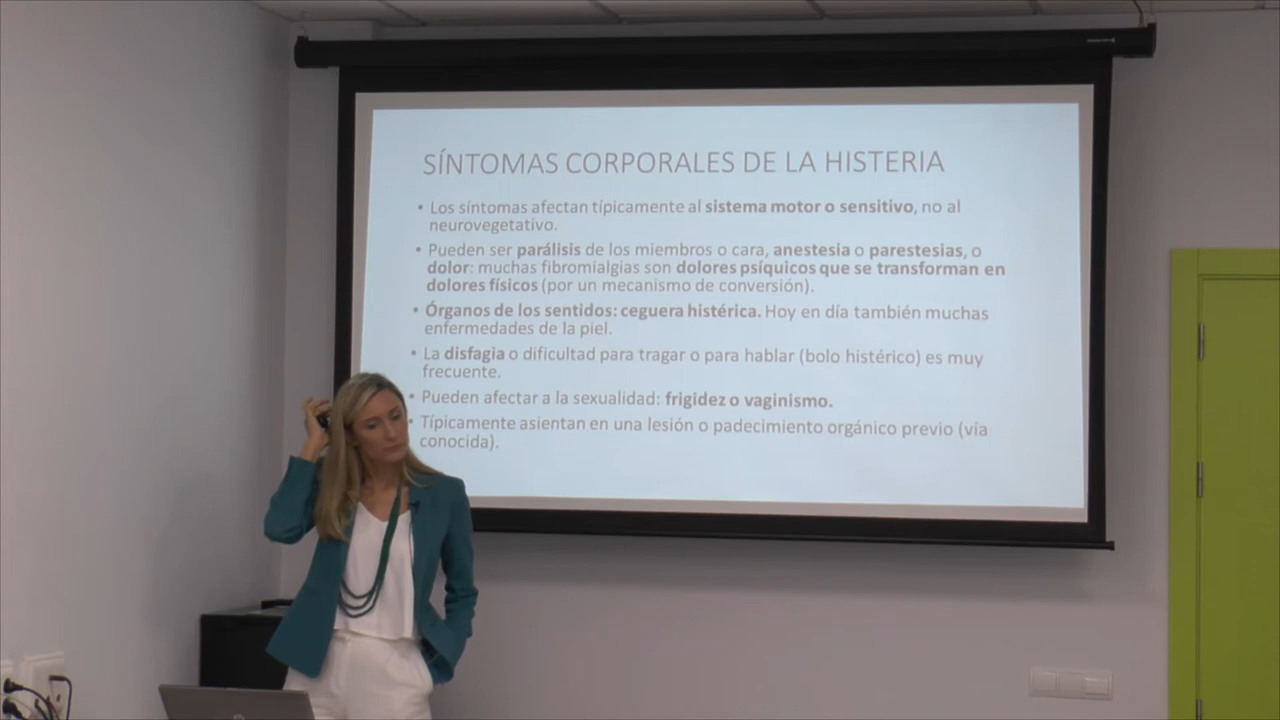 SÍNTOMAS CORPORALES DE LA HISTERIA
• Los síntomas afectan típicamente al sistema motor o sensitivo, no al
neurovegetativo.
• Pueden ser parálisis de los miembros o cara, anestesia o parestesias, o
dolor: muchas fibromialgias son dolores psíquicos que se transforman en
dolores físicos (por un mecanismo de conversión).
• Órganos de los sentidos: ceguera histérica. Hoy en día también muchas
enfermedades de la piel.
• La disfagia o dificultad para tragar o para hablar (bolo histérico) es muy
frecuente.
• Pueden afectar a la sexualidad: frigidez o vaginismo.
• Típicamente asientan en una lesión o padecimiento orgánico previo (vía
conocida).